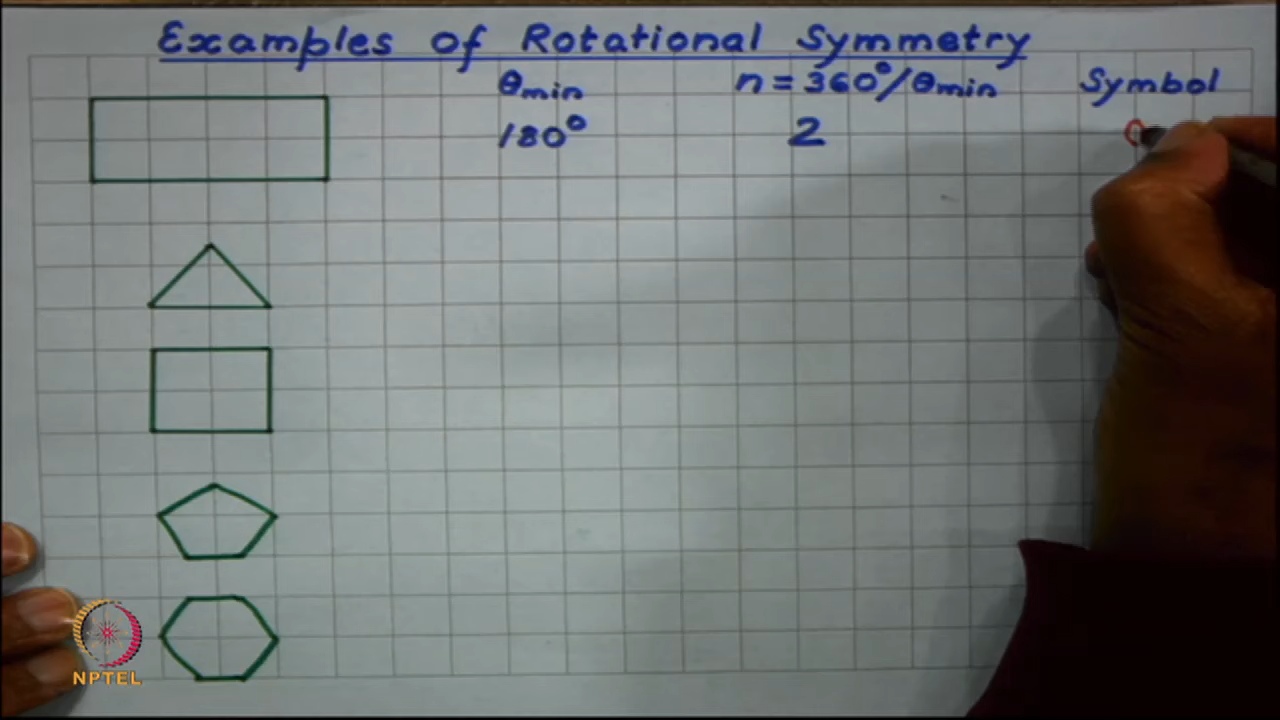 Examples of Rotational Symmetry
θmin n = 360°/θmin Symbol
180° 2
NPTEL